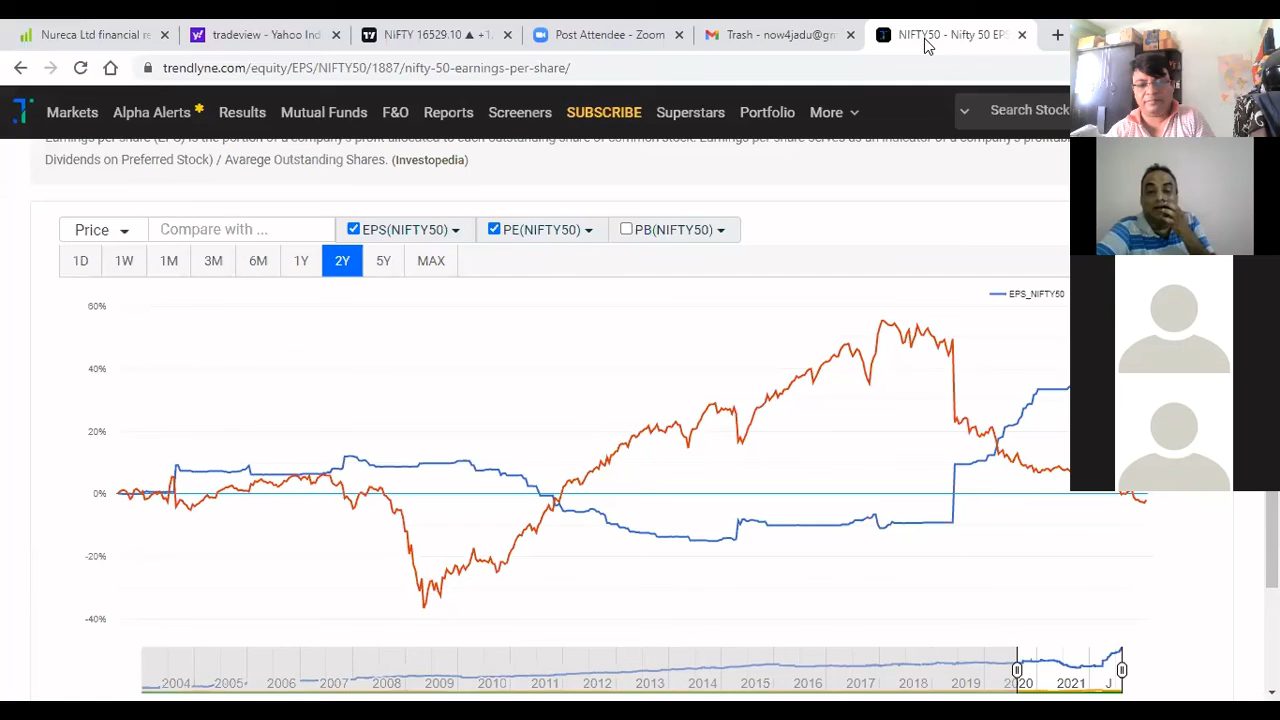 Nureca Ltd financial re
tradeview - Yahoo Ind
NIFTY 16529.10 ▲ +1.
Post Attendee - Zoom
Trash - now4jadu@gm
NIFTY50 - Nifty 50 EPS
trendlyne.com/equity/EPS/NIFTY50/1887/nifty-50-earnings-per-share/
Markets Alpha Alerts Results Mutual Funds F&O Reports Screeners SUBSCRIBE Superstars Portfolio More Search Stock
Dividends on Preferred Stock) / Avarege Outstanding Shares. (Investopedia)
Price Compare with ... EPS(NIFTY50) PE(NIFTY50) PB(NIFTY50)
1D 1W 1M 3M 6M 1Y 2Y 5Y MAX
EPS_NIFTY50
60%
40%
20%
0%
-20%
-40%
2004 2005 2006 2007 2008 2009 2010 2011 2012 2013 2014 2015 2016 2017 2018 2019 2020 2021 J